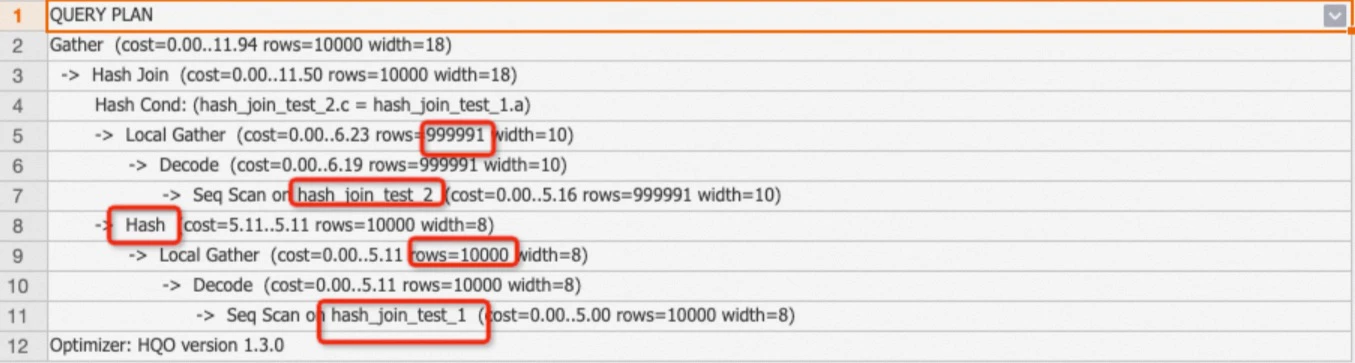 1 QUERY PLAN
2 Gather (cost=0.00..11.94 rows=10000 width=18)
3 -> Hash Join (cost=0.00..11.50 rows=10000 width=18)
4 Hash Cond: (hash_join_test_2.c = hash_join_test_1.a)
5 -> Local Gather (cost=0.00..6.23 rows=999991 width=10)
6 -> Decode (cost=0.00..6.19 rows=999991 width=10)
7 -> Seq Scan on hash_join_test_2 (cost=0.00..5.16 rows=999991 width=10)
8 -> Hash (cost=5.11..5.11 rows=10000 width=8)
9 -> Local Gather (cost=0.00..5.11 rows=10000 width=8)
10 -> Decode (cost=0.00..5.11 rows=10000 width=8)
11 -> Seq Scan on hash_join_test_1 (cost=0.00..5.00 rows=10000 width=8)
12 Optimizer: HQO version 1.3.0